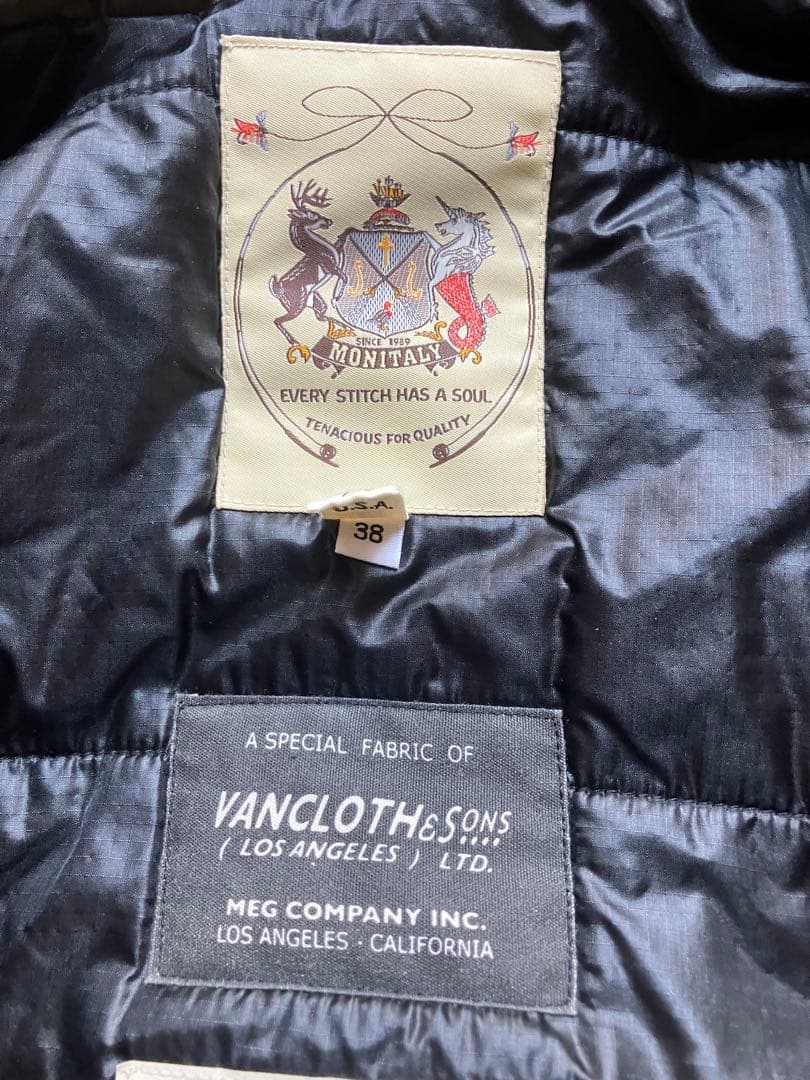 SINCE 1989
MONITALY
EVERY STITCH HAS A SOUL
TENACIOUS FOR QUALITY
U.S.A.
38
A SPECIAL FABRIC OF
VANCLOTH & SONS
( LOS ANGELES ) LTD.
MEG COMPANY INC.
LOS ANGELES · CALIFORNIA